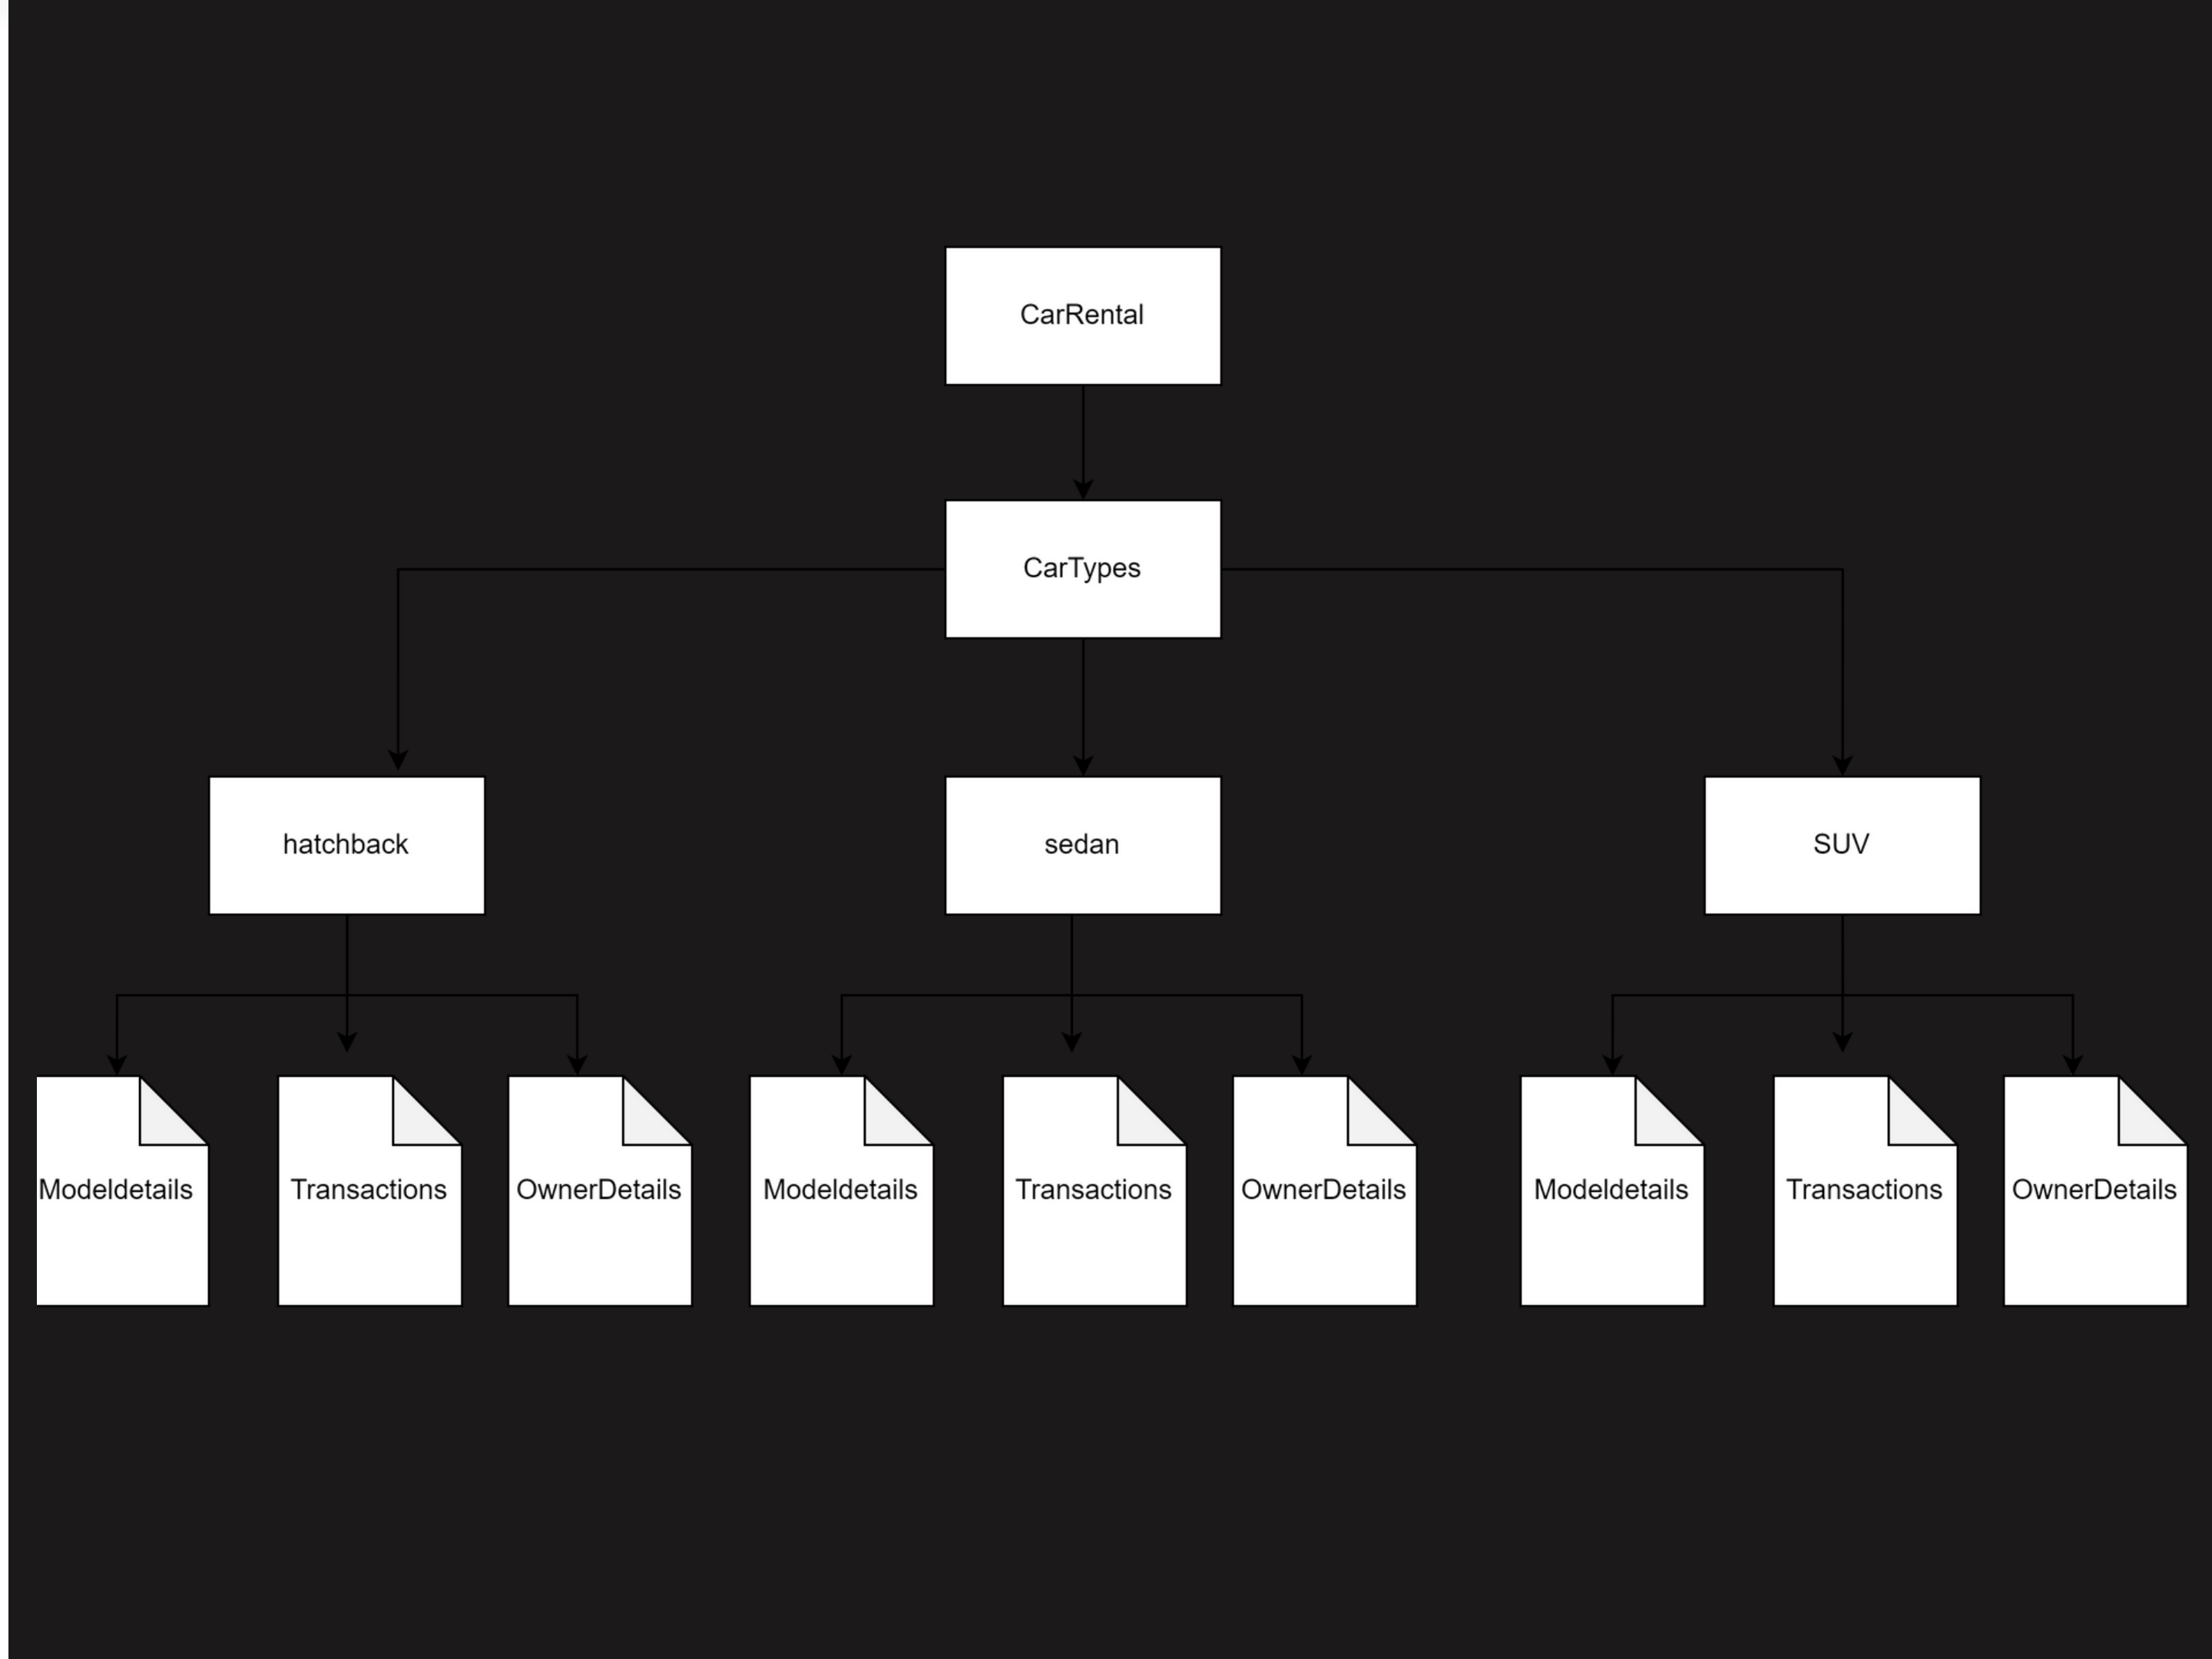 CarRental
CarTypes
hatchback
sedan
SUV
Modeldetails
Transactions
OwnerDetails
Modeldetails
Transactions
OwnerDetails
Modeldetails
Transactions
OwnerDetails